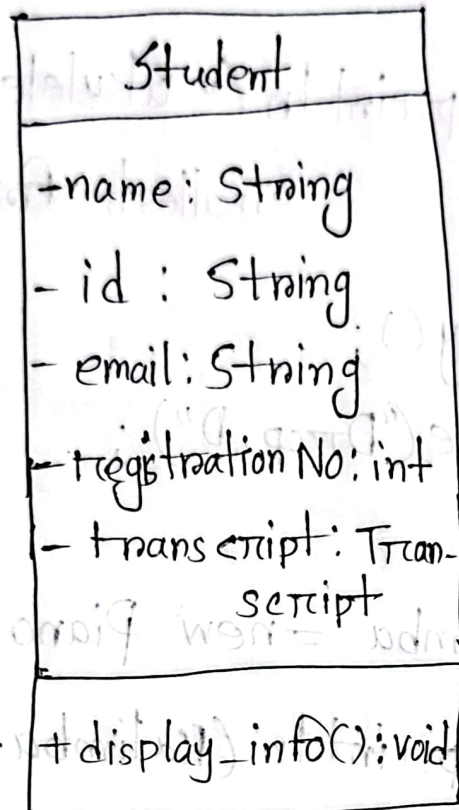 Student
-name: String
- id : String
- email: String
- registration No: int
- transcript: Tran-
script
+ display_info(): void